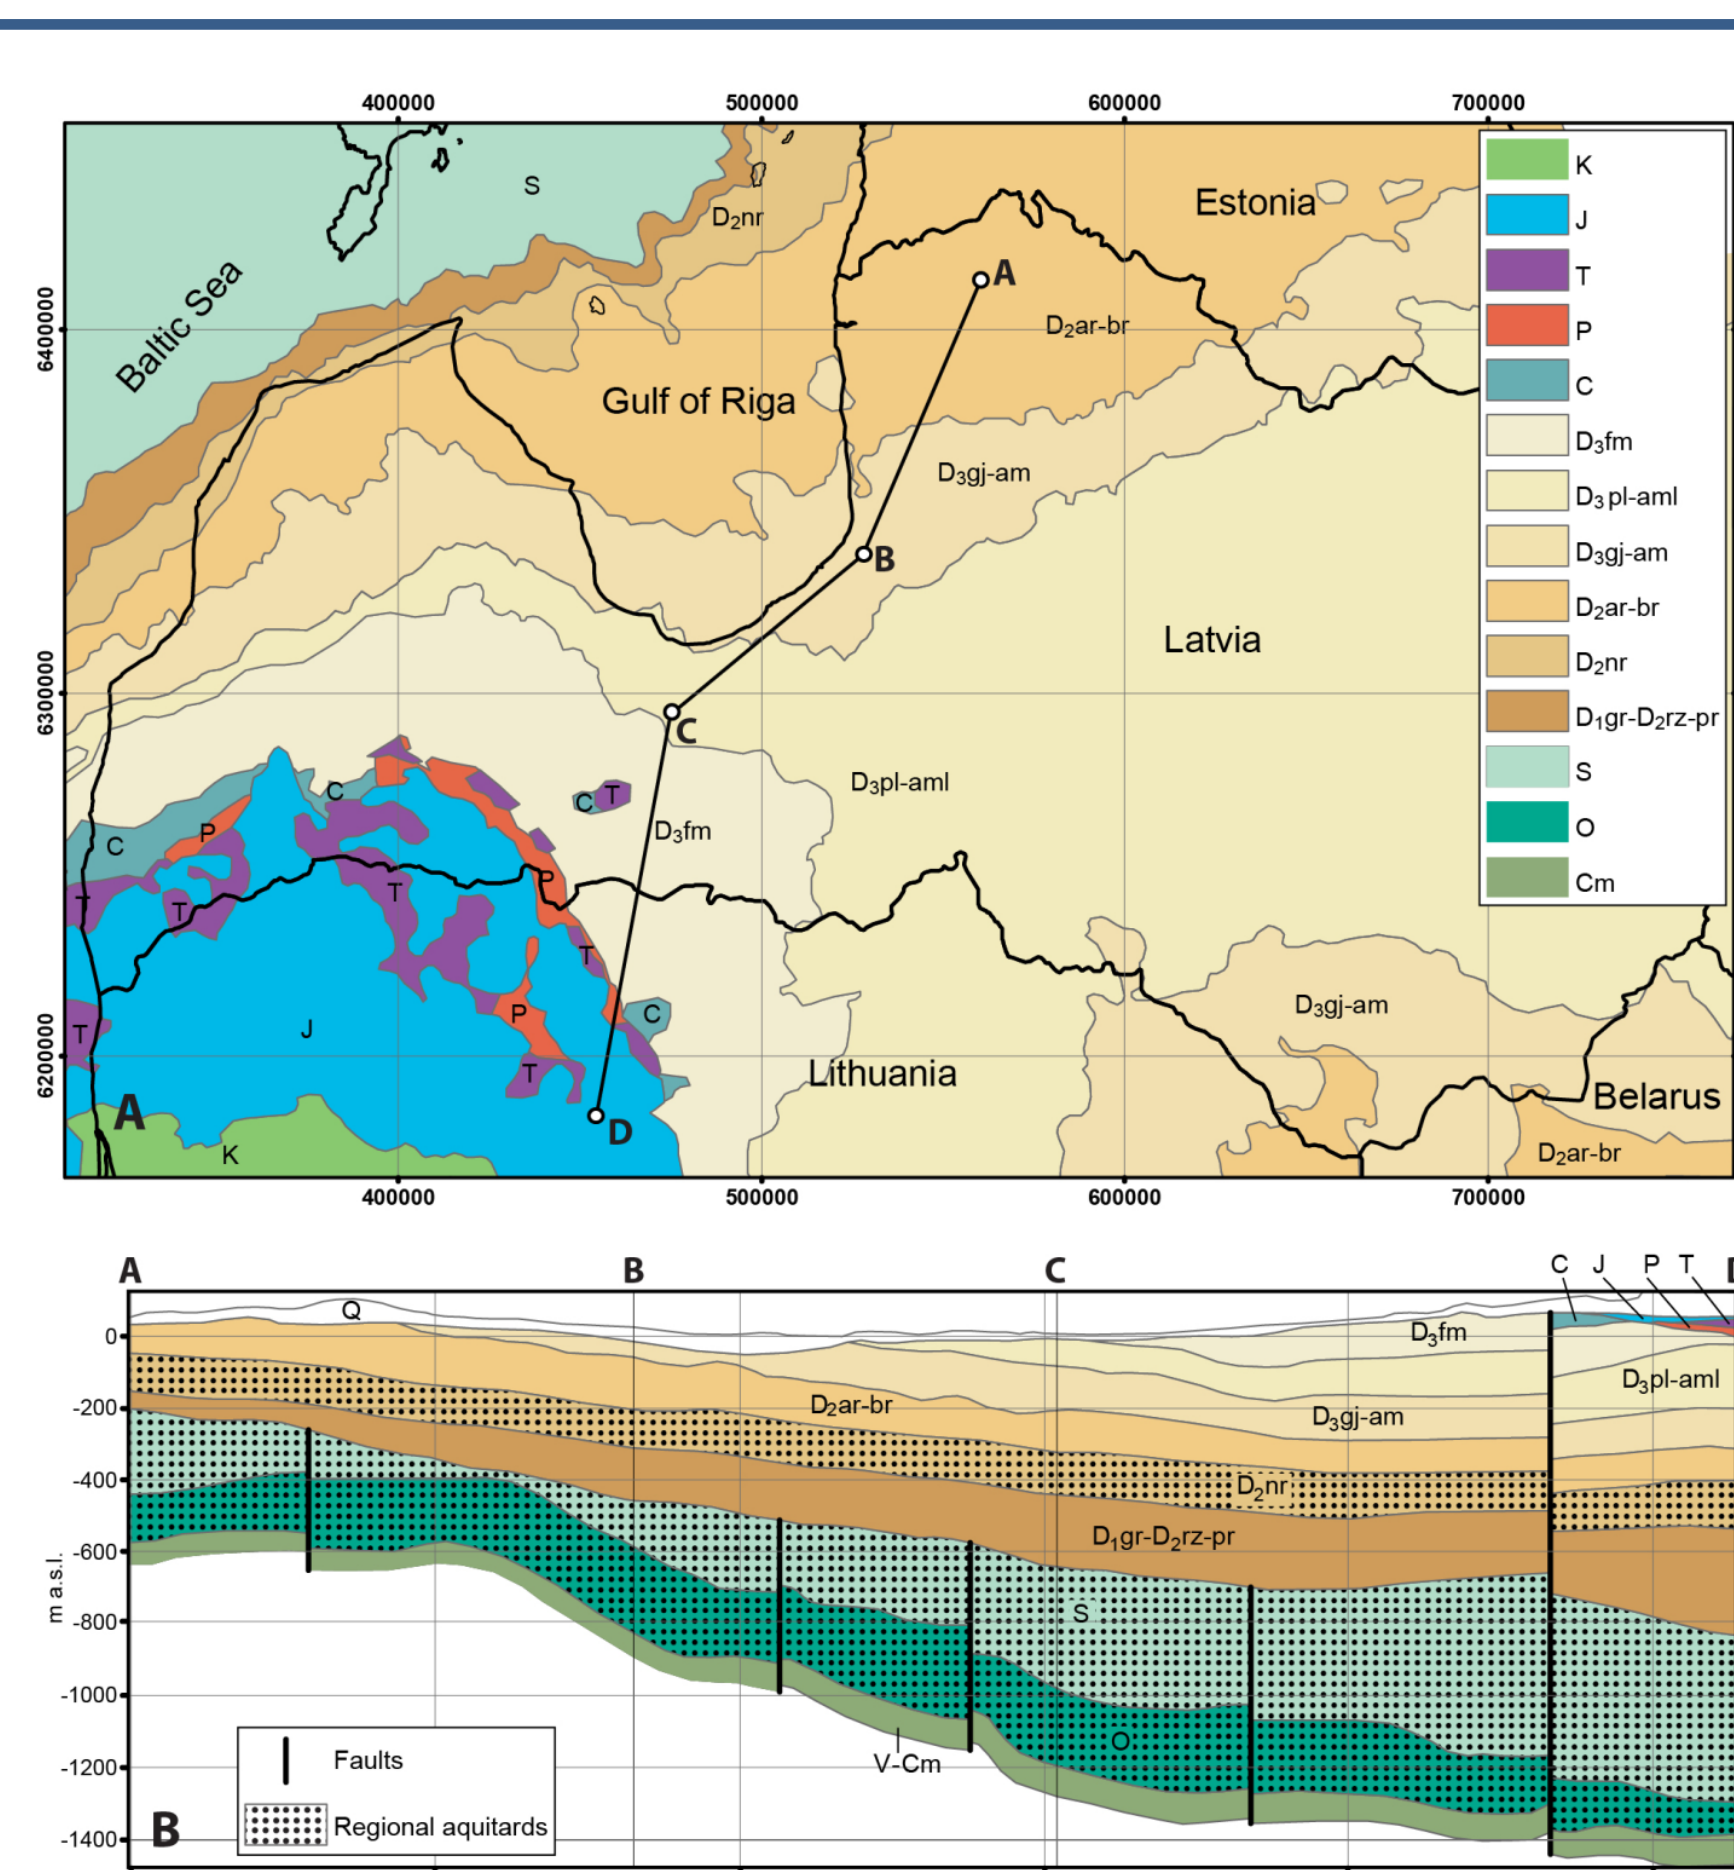 400000 500000 600000 700000
K
J
T
P
C
D₃fm
D₃pl-aml
D₃gj-am
D₂ar-br
D₂nr
D₁gr-D₂rz-pr
S
O
Cm
S
D₂nr
Estonia
Baltic Sea
A
D₂ar-br
6400000
Gulf of Riga
D₃gj-am
B
Latvia
6300000
C
D₃pl-aml
C
C T
P
D₃fm
C
P
T
T
T
T
D₃gj-am
P
C
T
J
6200000
T
Lithuania
Belarus
A
D
K
D₂ar-br
400000 500000 600000 700000
A B C C J P T
Q
0
D₃fm
D₃pl-aml
-200
D₂ar-br
D₃gj-am
-400
D₂nr
D₁gr-D₂rz-pr
-600
m a.s.l.
S
-800
-1000
O
V-Cm
-1200
Faults
Regional aquitards
B
-1400